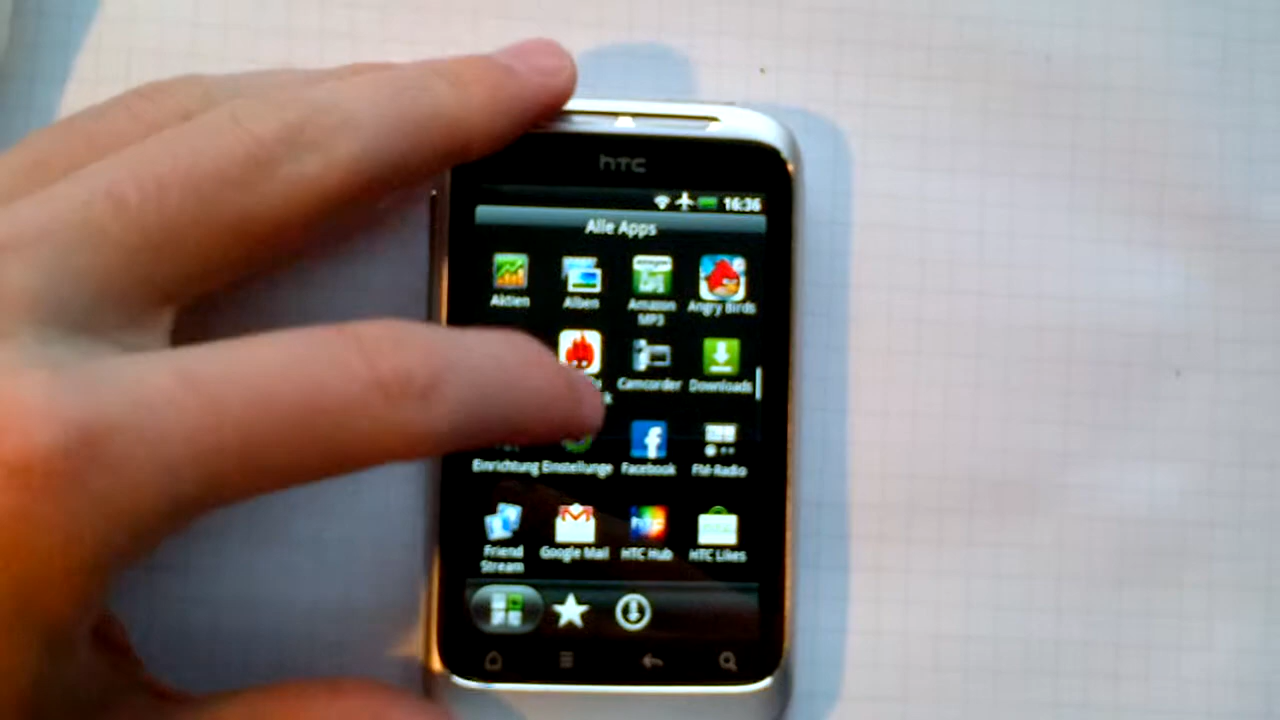 htc
16:36
Alle Apps
Aktien
Alben
Amazon
MP3
Angry Birds
Camcorder
Downloads
Einrichtung
Einstellunge
Facebook
FM-Radio
Friend
Stream
Google Mail
HTC Hub
HTC Likes